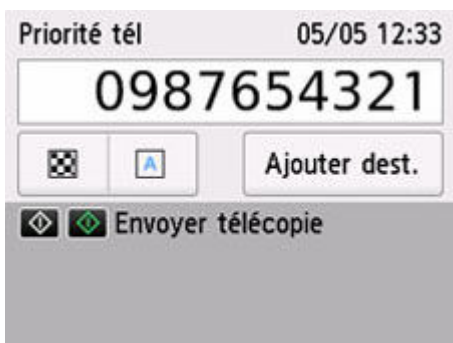 Priorité tél 05/05 12:33
0987654321
A Ajouter dest.
Envoyer télécopie